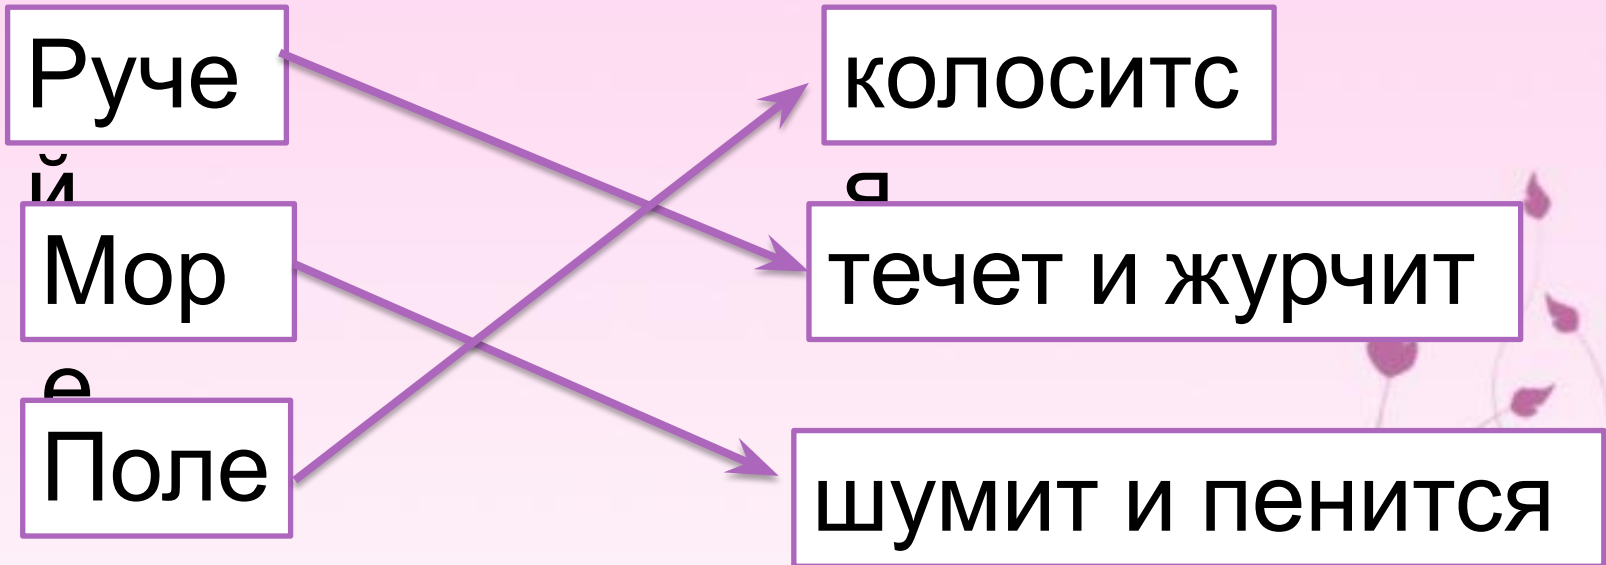 Руче
й
Мор
е
Поле
колоситс
я
течет и журчит
шумит и пенится